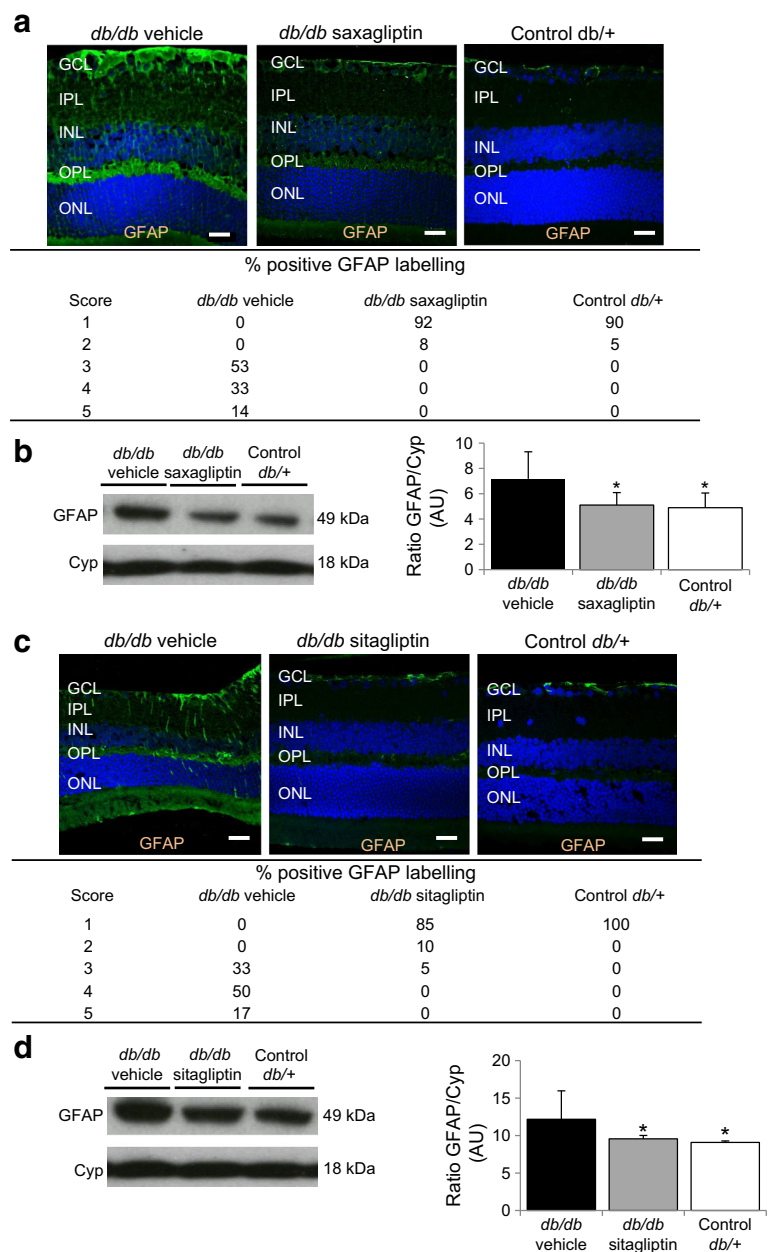 a
db/db vehicle db/db saxagliptin Control db/+
GCL GCL GCL
IPL IPL IPL
INL INL INL
OPL OPL OPL
ONL ONL ONL
GFAP GFAP GFAP
% positive GFAP labelling
Score db/db vehicle db/db saxagliptin Control db/+
1 0 92 90
2 0 8 5
3 53 0 0
4 33 0 0
5 14 0 0
b
db/db vehicle db/db saxagliptin Control db/+
GFAP 49 kDa
Cyp 18 kDa
Ratio GFAP/Cyp (AU)
10
8
6
4
2
0
* *
db/db vehicle db/db saxagliptin Control db/+
c
db/db vehicle db/db sitagliptin Control db/+
GCL GCL GCL
IPL IPL IPL
INL INL INL
OPL OPL OPL
ONL ONL ONL
GFAP GFAP GFAP
% positive GFAP labelling
Score db/db vehicle db/db sitagliptin Control db/+
1 0 85 100
2 0 10 0
3 33 5 0
4 50 0 0
5 17 0 0
d
db/db vehicle db/db sitagliptin Control db/+
GFAP 49 kDa
Cyp 18 kDa
Ratio GFAP/Cyp (AU)
20
15
10
5
0
* *
db/db vehicle db/db sitagliptin Control db/+